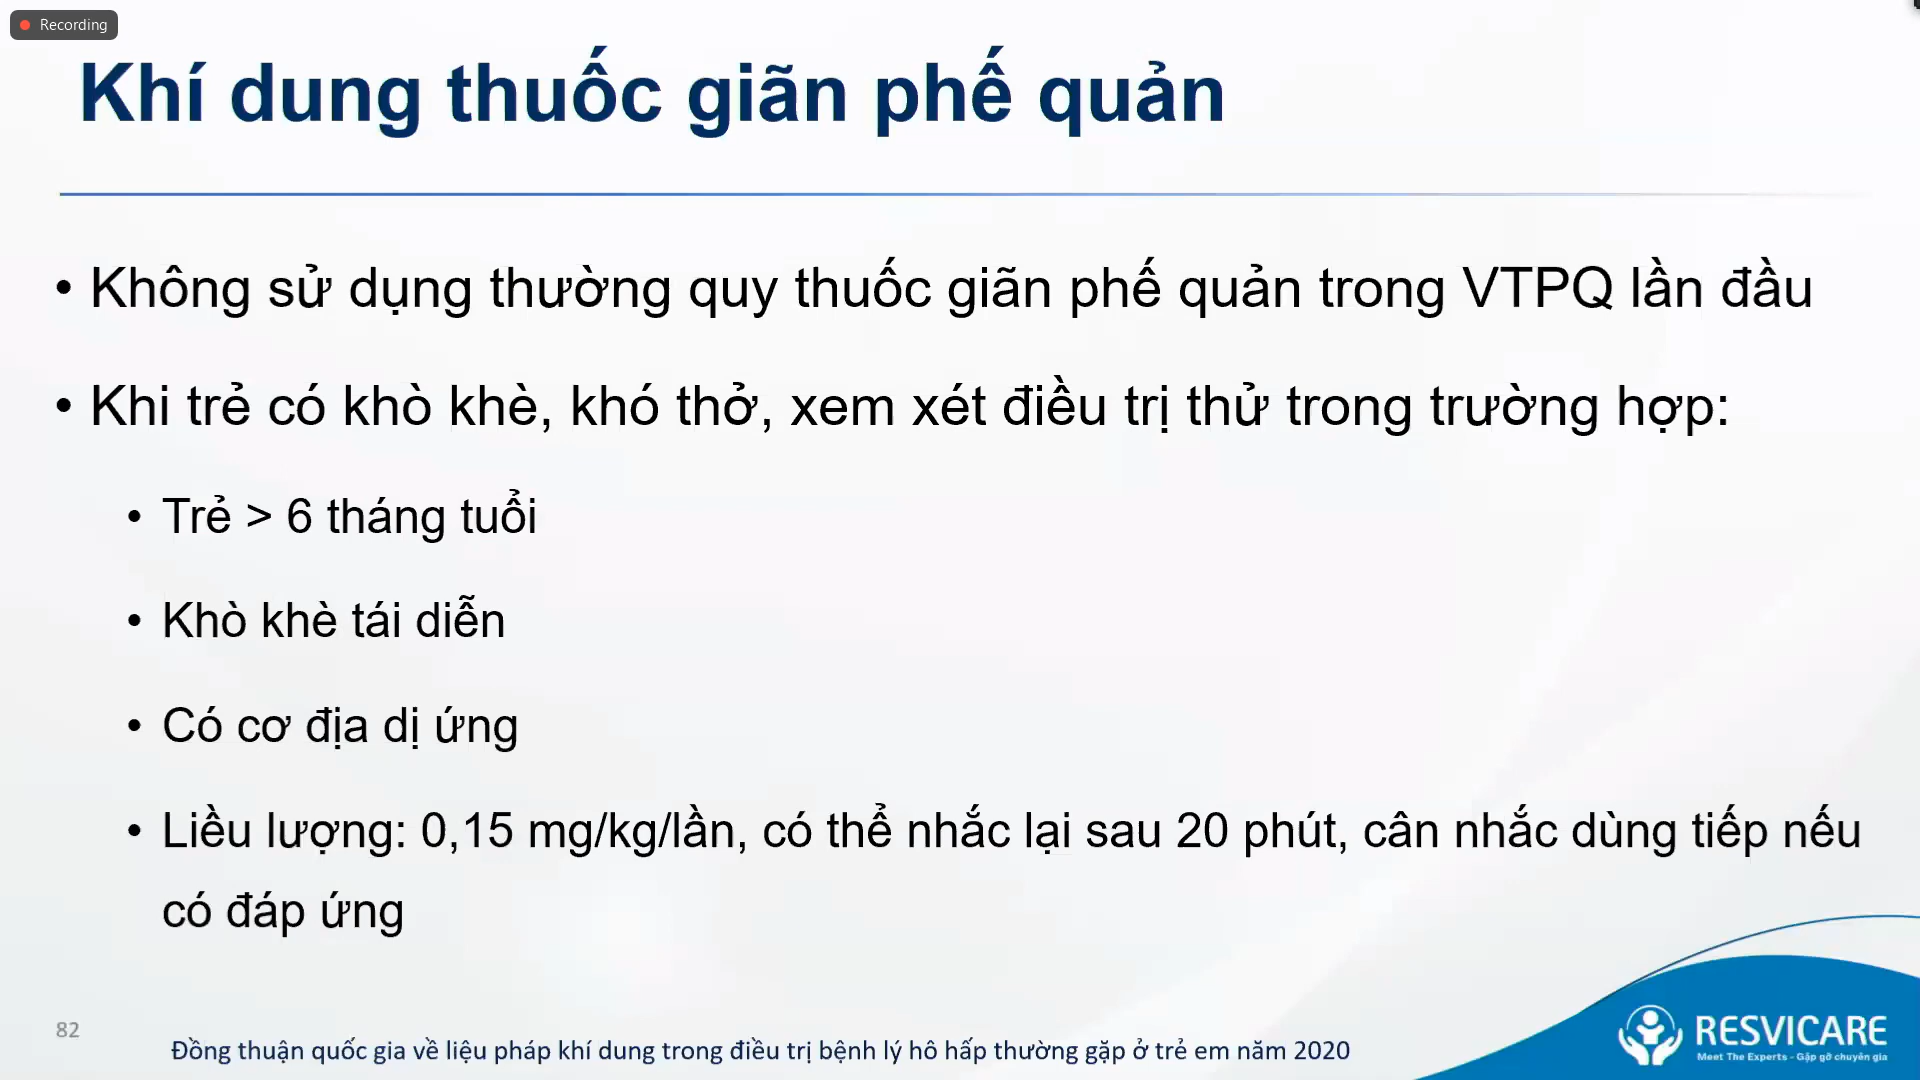 Recording
Khí dung thuốc giãn phế quản
• Không sử dụng thường quy thuốc giãn phế quản trong VTPQ lần đầu
• Khi trẻ có khò khè, khó thở, xem xét điều trị thử trong trường hợp:
• Trẻ > 6 tháng tuổi
• Khò khè tái diễn
• Có cơ địa dị ứng
• Liều lượng: 0,15 mg/kg/lần, có thể nhắc lại sau 20 phút, cân nhắc dùng tiếp nếu
có đáp ứng
82
Đồng thuận quốc gia về liệu pháp khí dung trong điều trị bệnh lý hô hấp thường gặp ở trẻ em năm 2020
RESVICARE
Meet The Experts - Gặp gỡ chuyên gia